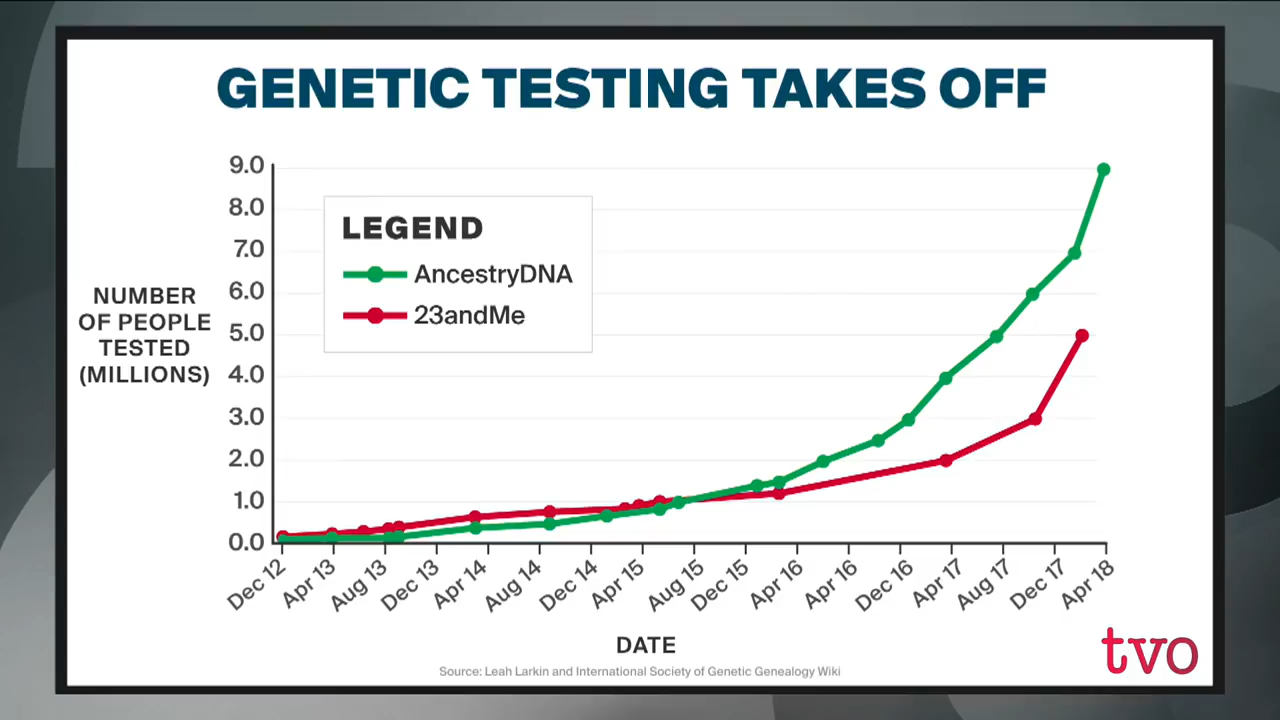 GENETIC TESTING TAKES OFF
9.0
8.0
7.0
6.0
5.0
4.0
3.0
2.0
1.0
0.0
NUMBER
OF PEOPLE
TESTED
(MILLIONS)
LEGEND
AncestryDNA
23andMe
Dec 12
Apr 13
Aug 13
Dec 13
Apr 14
Aug 14
Dec 14
Apr 15
Aug 15
Dec 15
Apr 16
Apr 16
Dec 16
Apr 17
Aug 17
Dec 17
Apr 18
DATE
Source: Leah Larkin and International Society of Genetic Genealogy Wiki
tvo